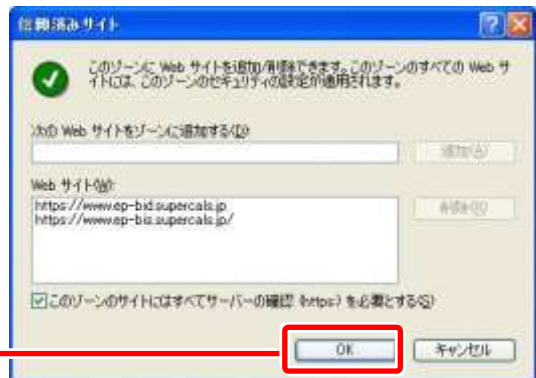 信頼済みサイト
このゾーンに Web サイトを追加/削除できます。このゾーンのすべての Web サ
イトには、このゾーンのセキュリティの設定が適用されます。
次の Web サイトをゾーンに追加する(D):
追加(A)
Web サイト(W):
https://www.ep-bid.supercals.jp
https://www.ep-bis.supercals.jp/
削除(R)
このゾーンのサイトにはすべてサーバーの確認 (https:) を必要とする(S)
OK
キャンセル